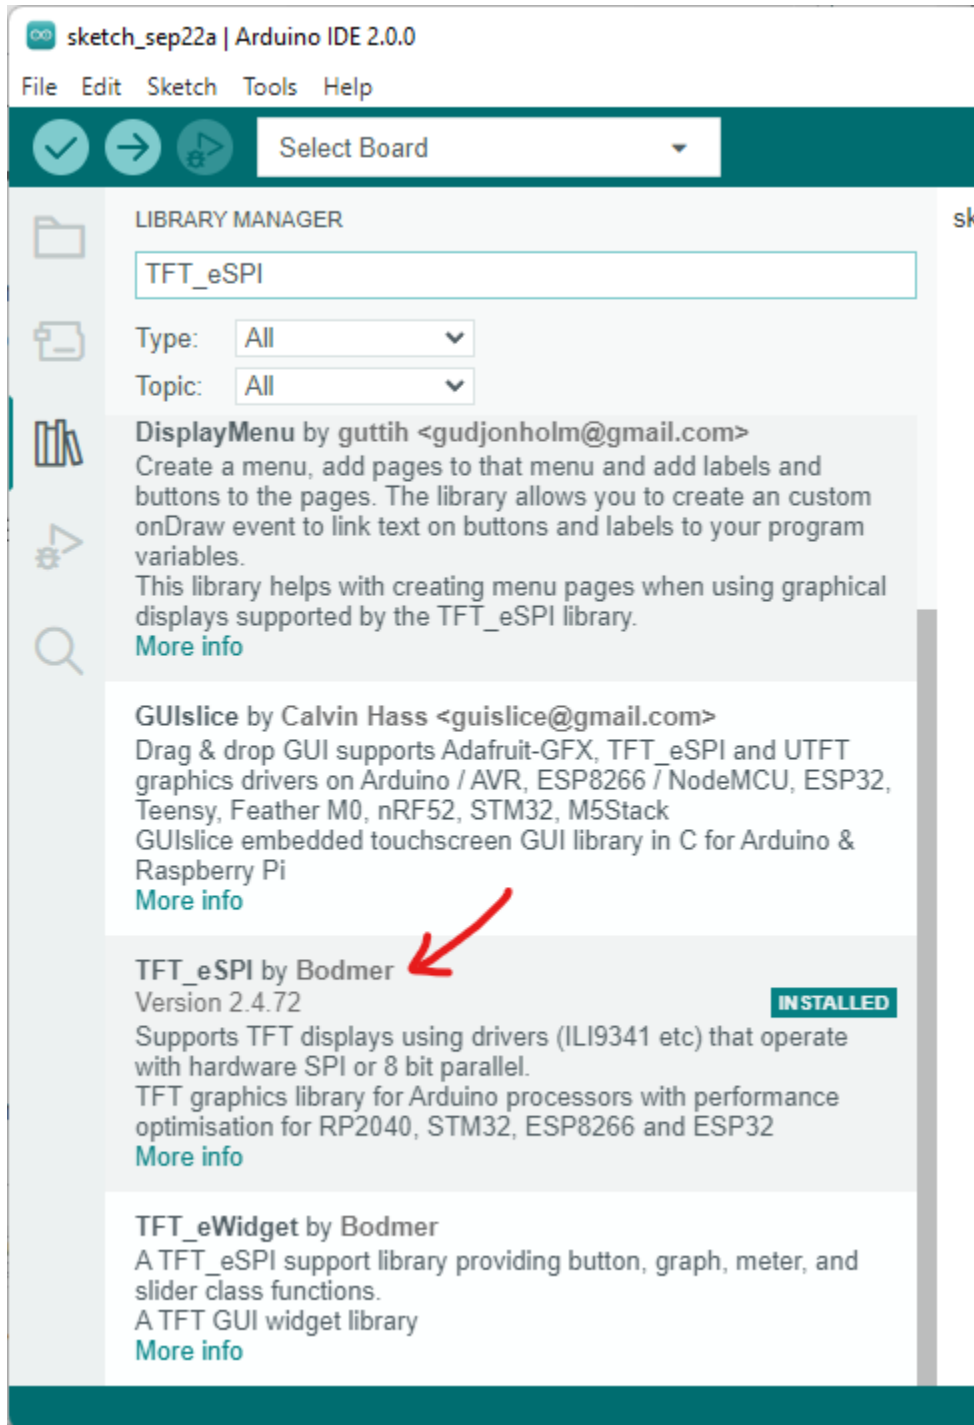 sketch_sep22a | Arduino IDE 2.0.0
File Edit Sketch Tools Help
Select Board
LIBRARY MANAGER
sk
TFT_eSPI
Type: All
Topic: All
DisplayMenu by guttih <gudjonholm@gmail.com>
Create a menu, add pages to that menu and add labels and
buttons to the pages. The library allows you to create an custom
onDraw event to link text on buttons and labels to your program
variables.
This library helps with creating menu pages when using graphical
displays supported by the TFT_eSPI library.
More info
GUIslice by Calvin Hass <guislice@gmail.com>
Drag & drop GUI supports Adafruit-GFX, TFT_eSPI and UTFT
graphics drivers on Arduino / AVR, ESP8266 / NodeMCU, ESP32,
Teensy, Feather M0, nRF52, STM32, M5Stack
GUIslice embedded touchscreen GUI library in C for Arduino &
Raspberry Pi
More info
TFT_eSPI by Bodmer
Version 2.4.72 INSTALLED
Supports TFT displays using drivers (ILI9341 etc) that operate
with hardware SPI or 8 bit parallel.
TFT graphics library for Arduino processors with performance
optimisation for RP2040, STM32, ESP8266 and ESP32
More info
TFT_eWidget by Bodmer
A TFT_eSPI support library providing button, graph, meter, and
slider class functions.
A TFT GUI widget library
More info